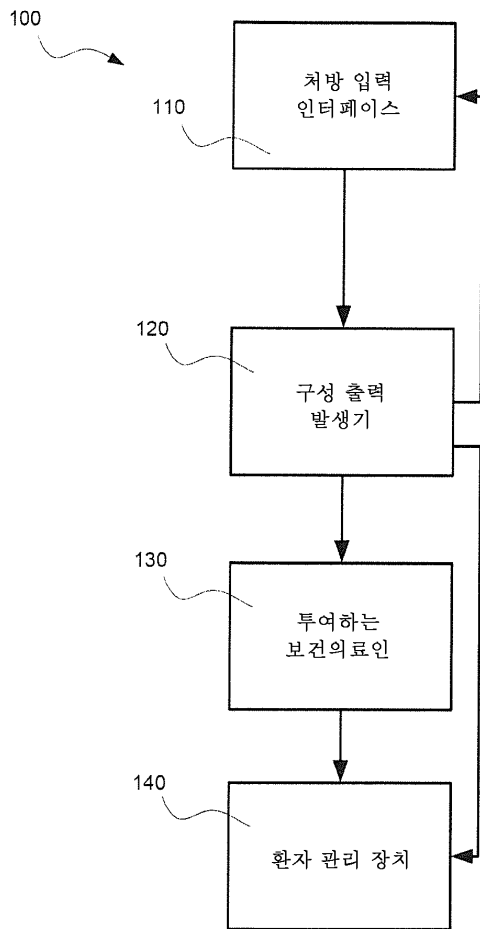 100
처방 입력
인터페이스
110
120
구성 출력
발생기
130
투여하는
보건의료인
140
환자 관리 장치